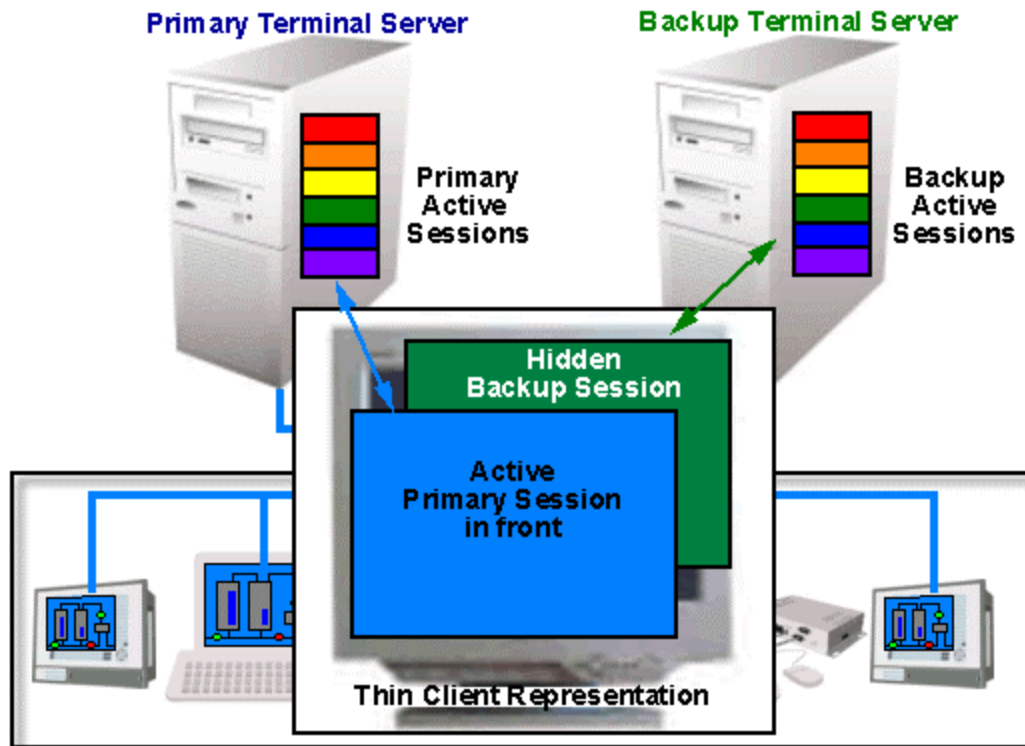 Primary Terminal Server
Backup Terminal Server
Primary
Active
Sessions
Backup
Active
Sessions
Hidden
Backup Session
Active
Primary Session
in front
Thin Client Representation